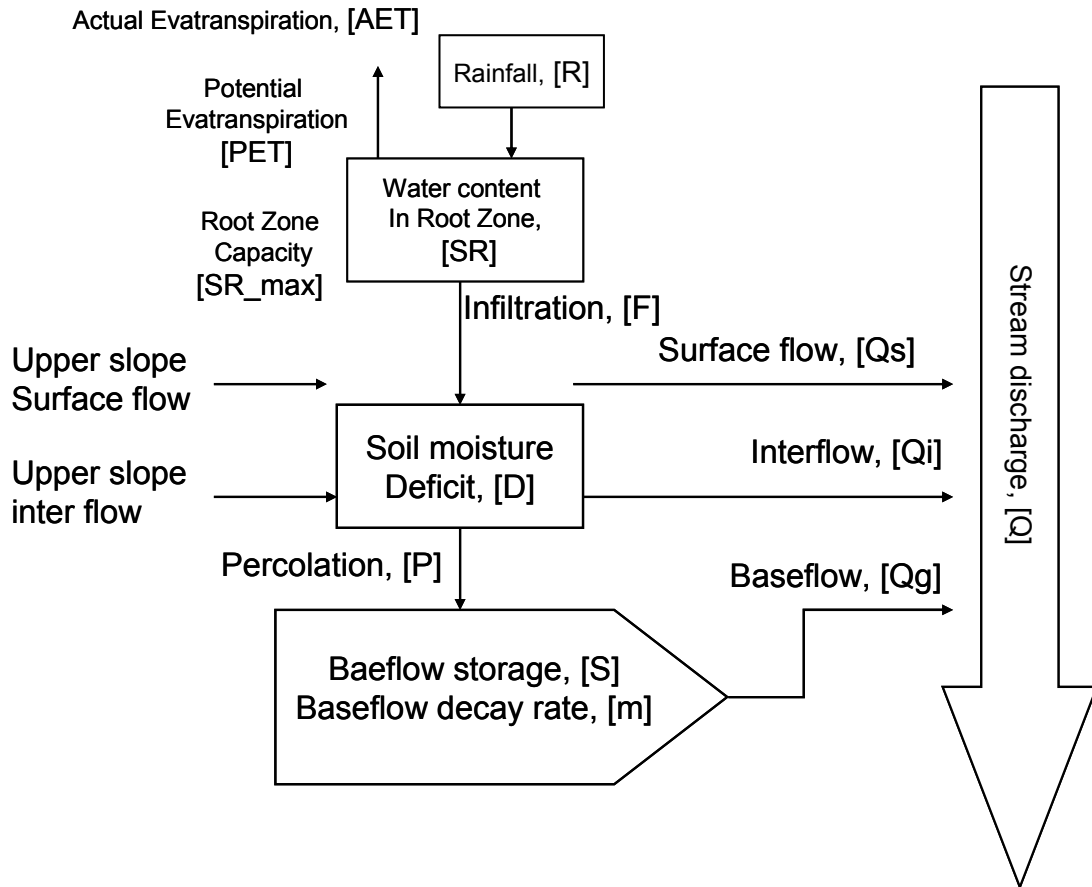 Actual Evatranspiration, [AET]
Rainfall, [R]
Potential
Evatranspiration
[PET]
Water content
In Root Zone,
[SR]
Root Zone
Capacity
[SR_max]
Infiltration, [F]
Upper slope
Surface flow
Surface flow, [Qs]
Soil moisture
Deficit, [D]
Interflow, [Qi]
Upper slope
inter flow
Percolation, [P]
Baseflow, [Qg]
Baeflow storage, [S]
Baseflow decay rate, [m]
Stream discharge, [Q]